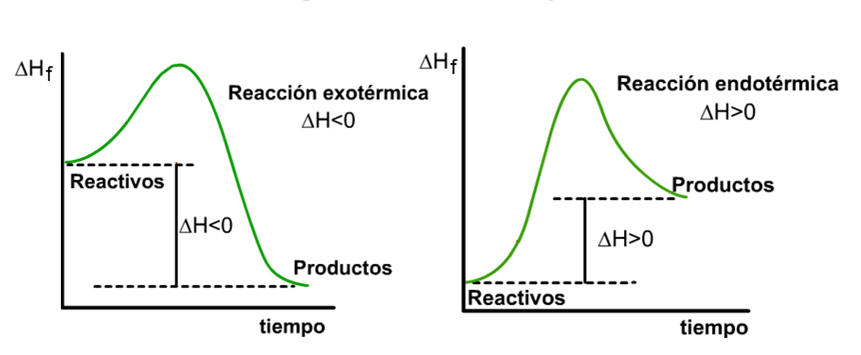 ΔHf
Reacción exotérmica
ΔH<0
Reactivos
ΔH<0
Productos
tiempo
ΔHf
Reacción endotérmica
ΔH>0
Productos
ΔH>0
Reactivos
tiempo